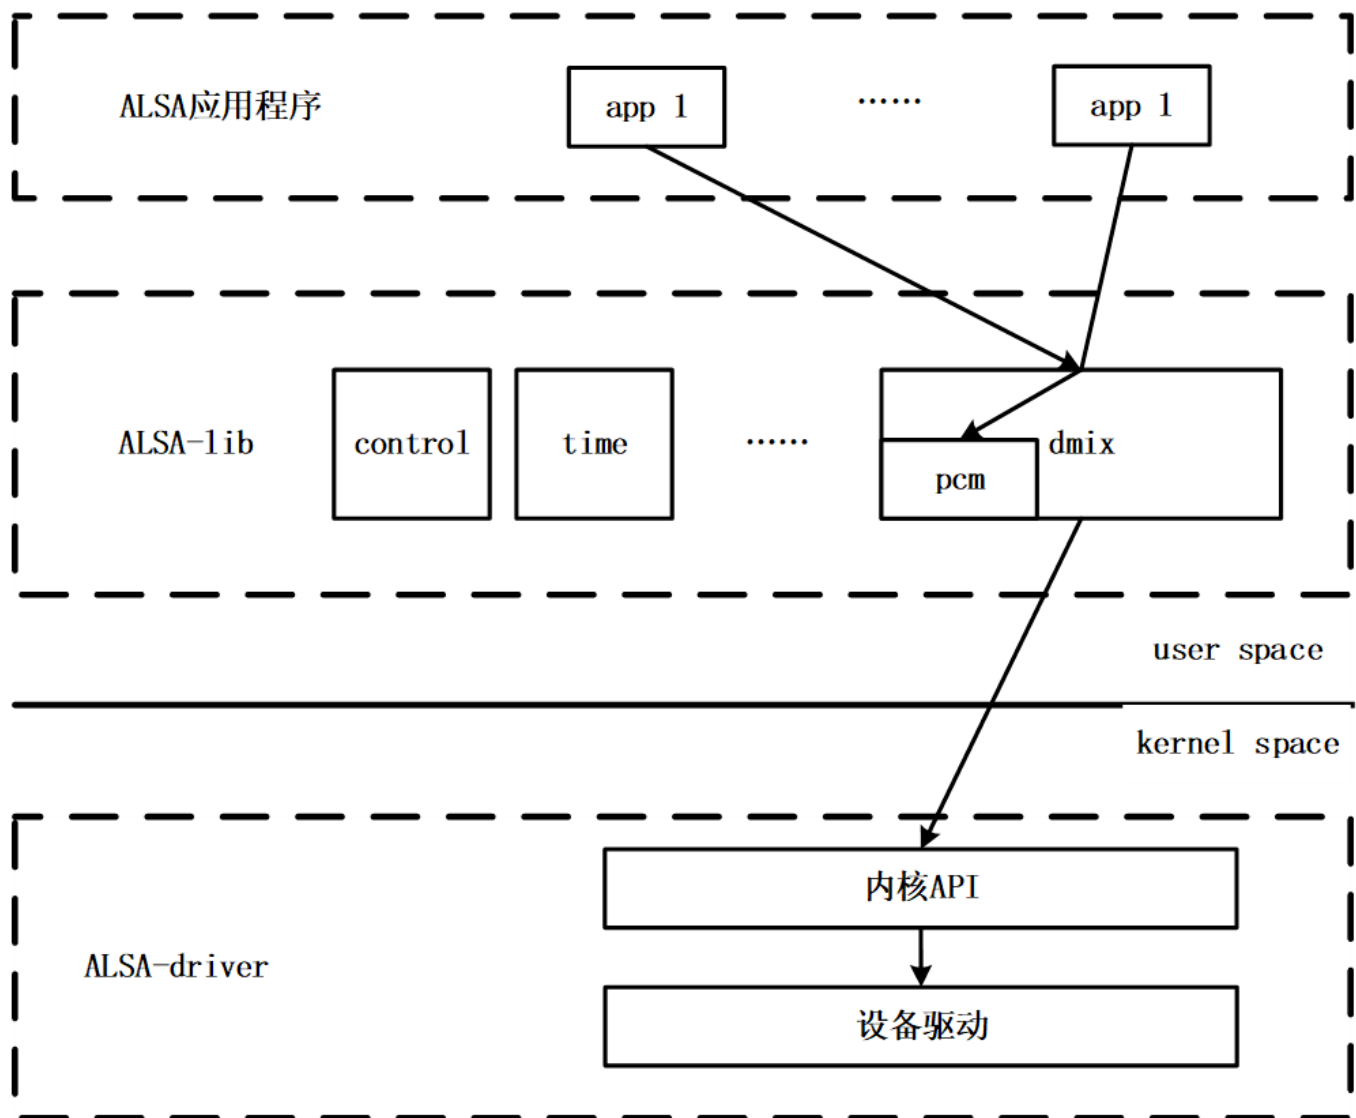 ALSA应用程序
app 1
……
app 1
ALSA-lib
control
time
……
dmix
pcm
user space
kernel space
内核API
ALSA-driver
设备驱动